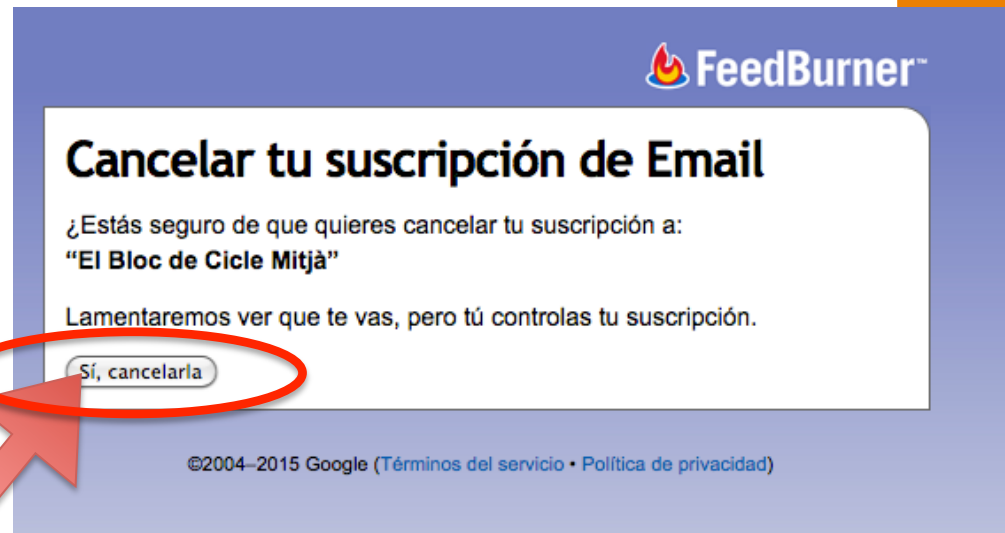 FeedBurner™
Cancelar tu suscripción de Email
¿Estás seguro de que quieres cancelar tu suscripción a:
“El Bloc de Cicle Mitjà”
Lamentaremos ver que te vas, pero tú controlas tu suscripción.
Sí, cancelarla
©2004–2015 Google (Términos del servicio • Política de privacidad)